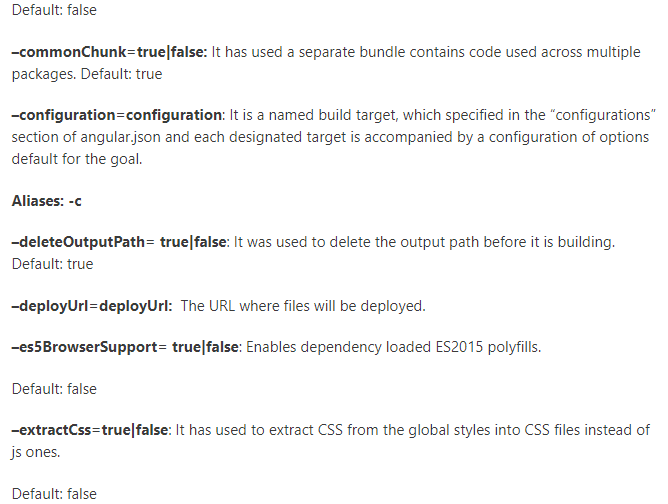 Default: false
–commonChunk=true|false: It has used a separate bundle contains code used across multiple
packages. Default: true
–configuration=configuration: It is a named build target, which specified in the “configurations”
section of angular.json and each designated target is accompanied by a configuration of options
default for the goal.
Aliases: -c
–deleteOutputPath= true|false: It was used to delete the output path before it is building.
Default: true
–deployUrl=deployUrl:  The URL where files will be deployed.
–es5BrowserSupport= true|false: Enables dependency loaded ES2015 polyfills.
Default: false
–extractCss=true|false: It has used to extract CSS from the global styles into CSS files instead of
js ones.
Default: false